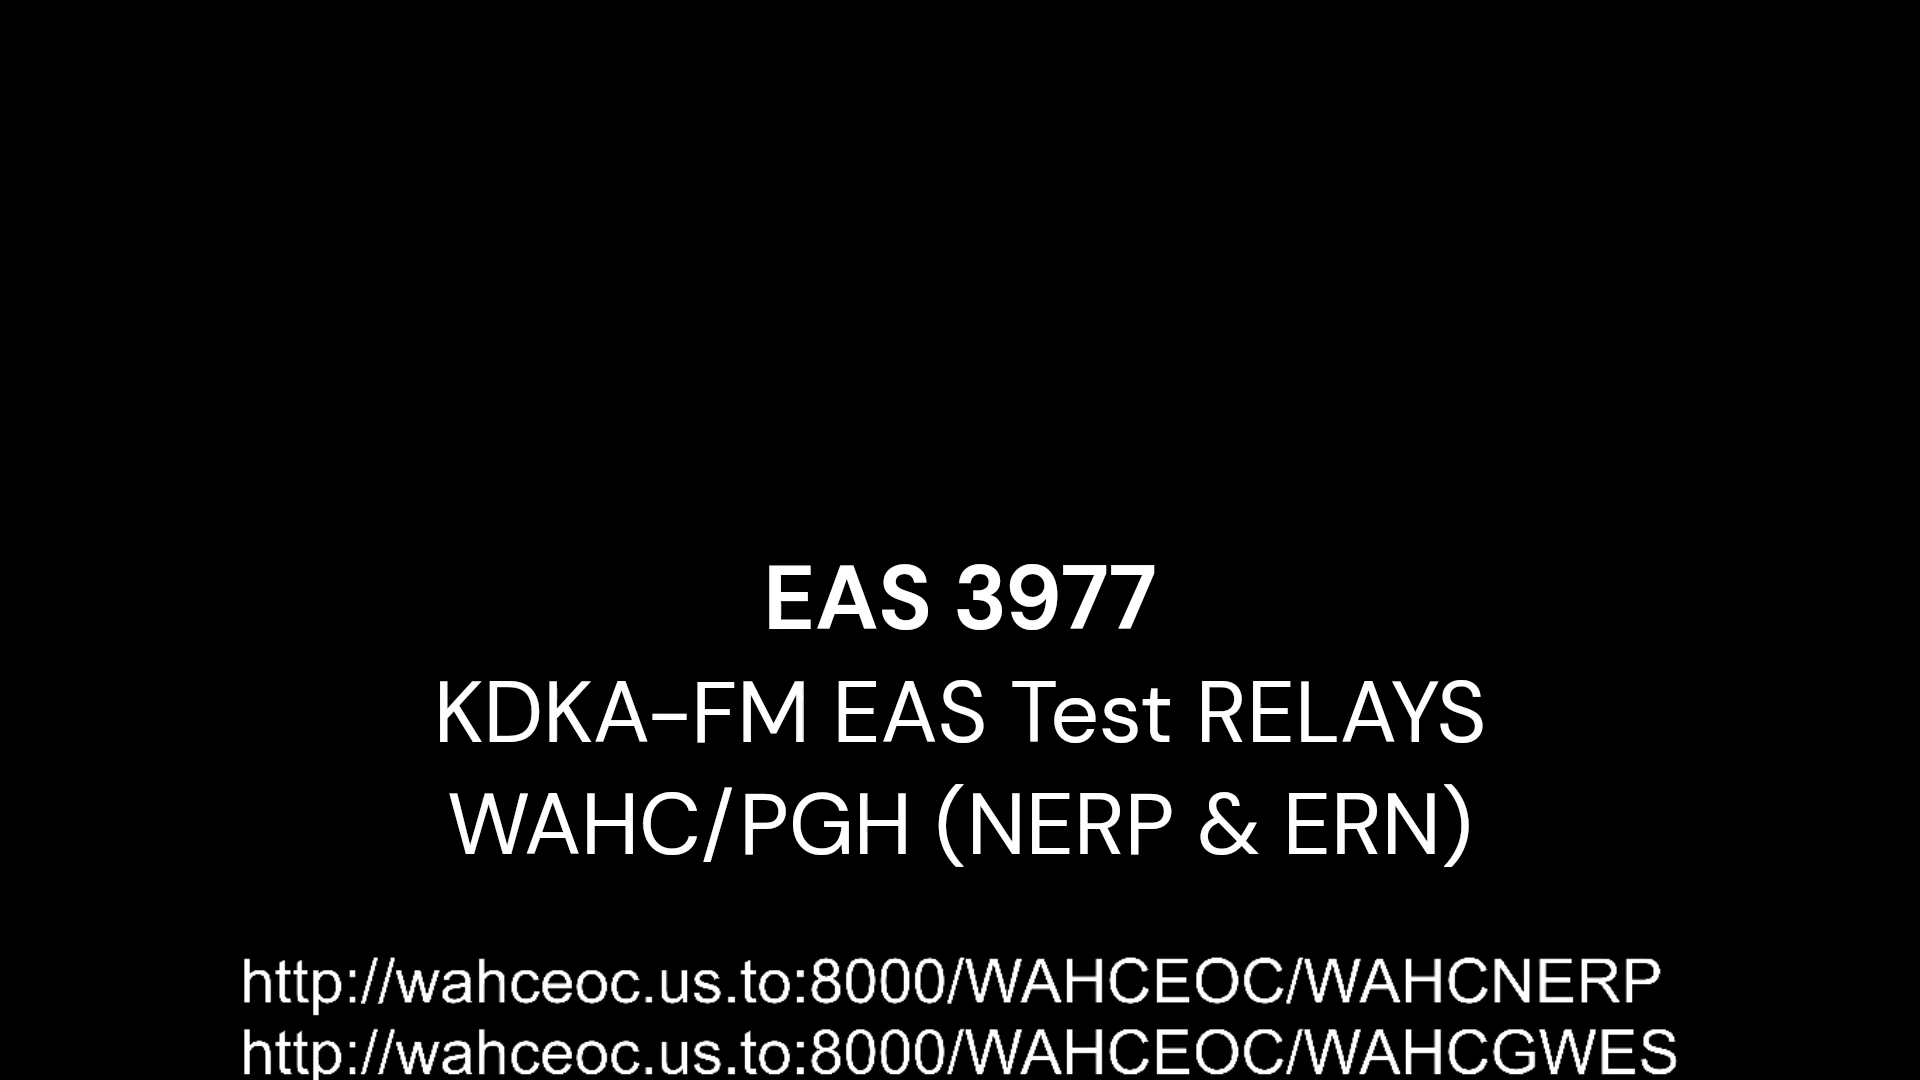 EAS 3977
KDKA-FM EAS Test RELAYS
WAHC/PGH (NERP & ERN)
http://wahceoc.us.to:8000/WAHCEOC/WAHCNERP
http://wahceoc.us.to:8000/WAHCEOC/WAHCGWES